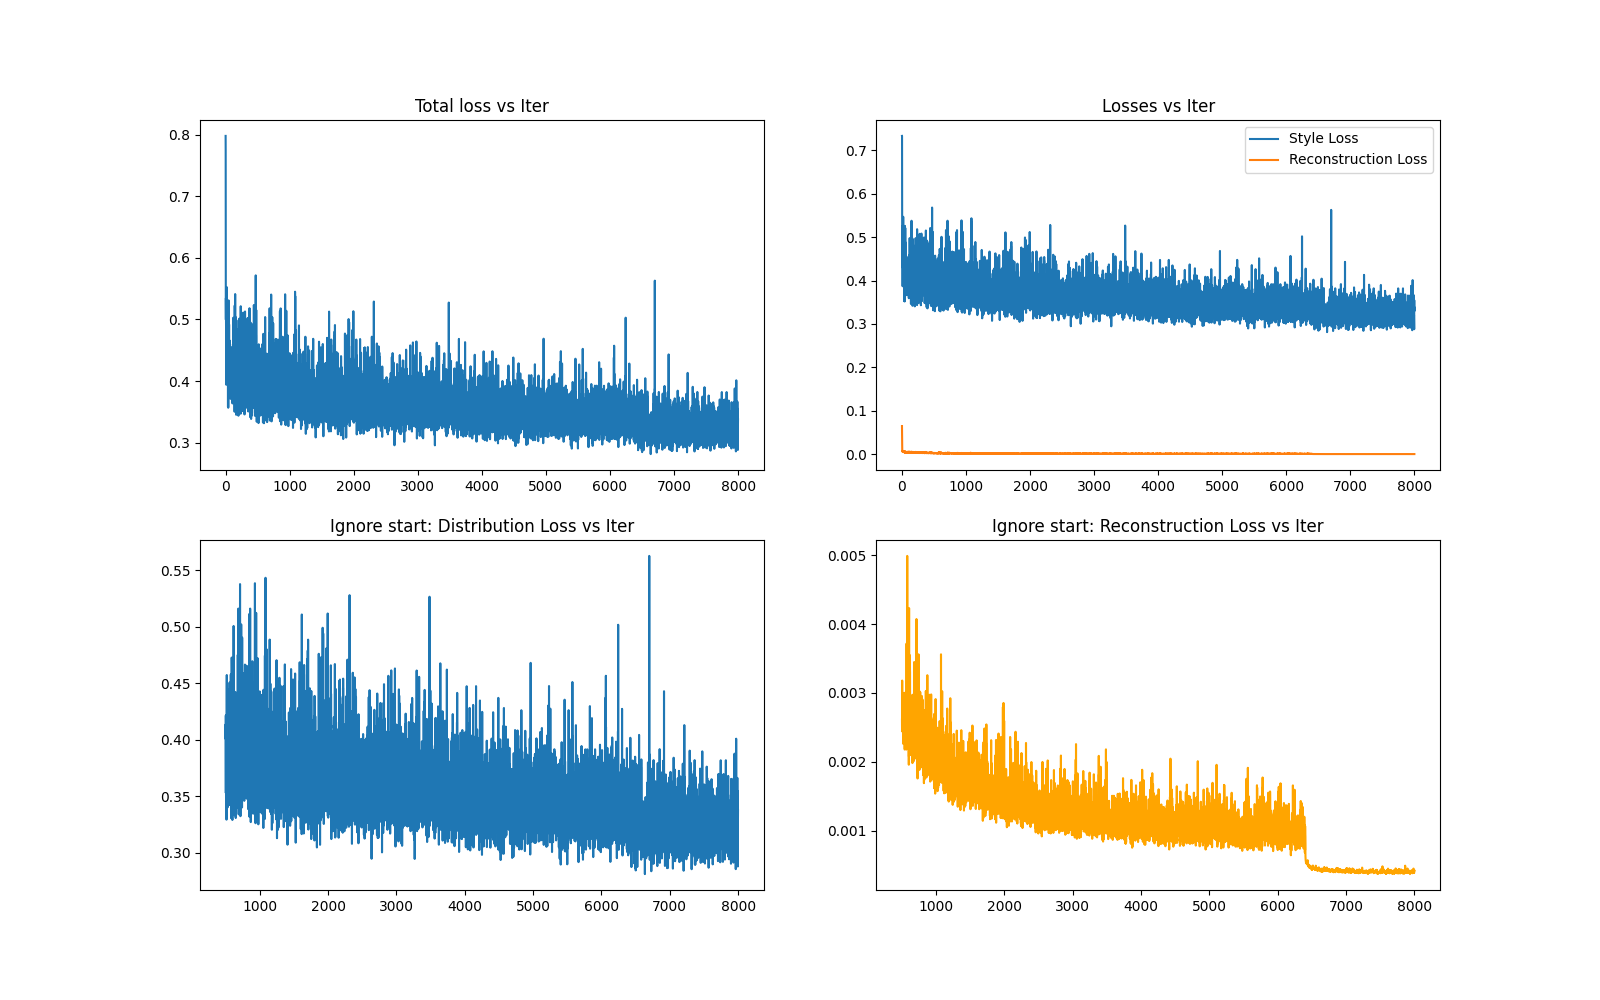 Total loss vs Iter
0.8
0.7
0.6
0.5
0.4
0.3
0 1000 2000 3000 4000 5000 6000 7000 8000
Losses vs Iter
Style Loss
Reconstruction Loss
0.7
0.6
0.5
0.4
0.3
0.2
0.1
0.0
0 1000 2000 3000 4000 5000 6000 7000 8000
Ignore start: Distribution Loss vs Iter
0.55
0.50
0.45
0.40
0.35
0.30
1000 2000 3000 4000 5000 6000 7000 8000
Ignore start: Reconstruction Loss vs Iter
0.005
0.004
0.003
0.002
0.001
1000 2000 3000 4000 5000 6000 7000 8000